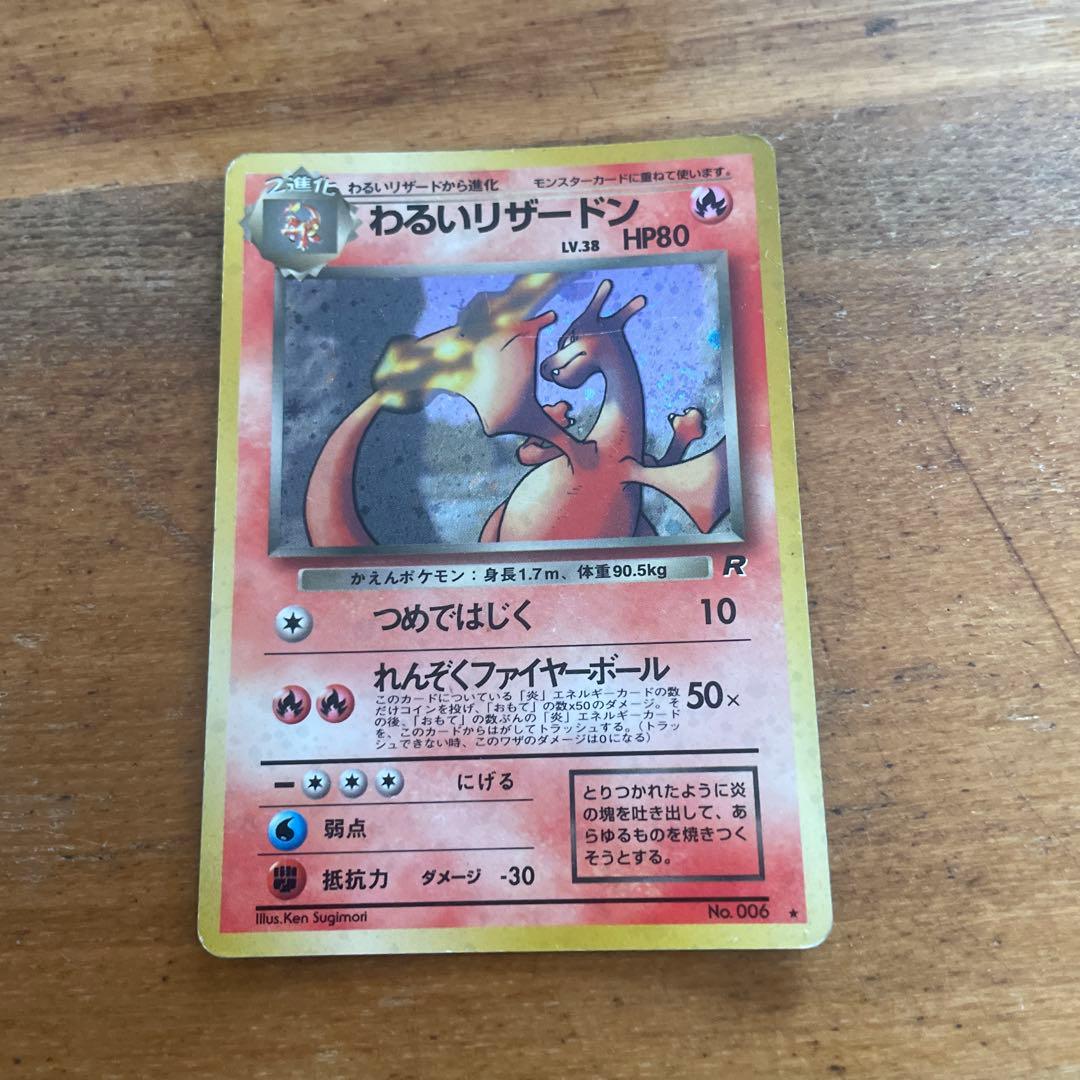 2進化 わるいリザードから進化 モンスターカードに重ねて使います。
わるいリザードン
LV.38 HP80
かえんポケモン：身長1.7m、体重90.5kg R
つめではじく 10
れんぞくファイヤーボール
このカードについている「炎」エネルギーカードの数
だけコインを投げ、「おもて」の数x50のダメージ。そ
の後、「おもて」の数ぶんの「炎」エネルギーカード
を、このカードからはがしてトラッシュする。（トラッ
シュできない時、このワザのダメージは0になる）
50×
ー にげる
弱点
抵抗力 ダメージ -30
とりつかれたように炎
の塊を吐き出して、あ
らゆるものを焼きつく
そうとする。
Illus.Ken Sugimori No. 006 ★